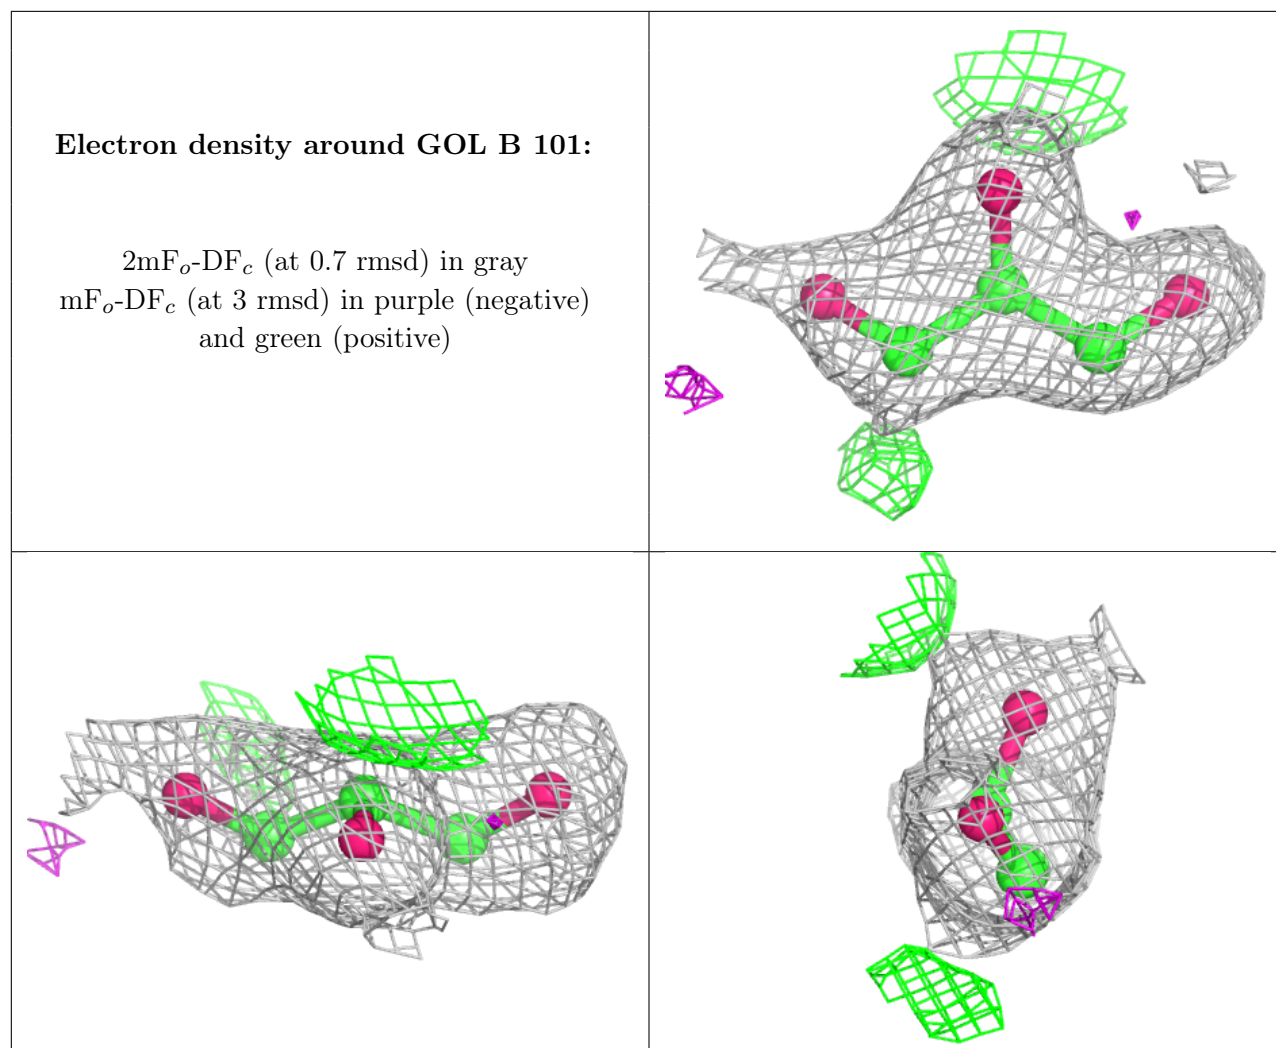 Electron density around GOL B 101:
2mFₒ-DF𝒸 (at 0.7 rmsd) in gray
mFₒ-DF𝒸 (at 3 rmsd) in purple (negative)
and green (positive)